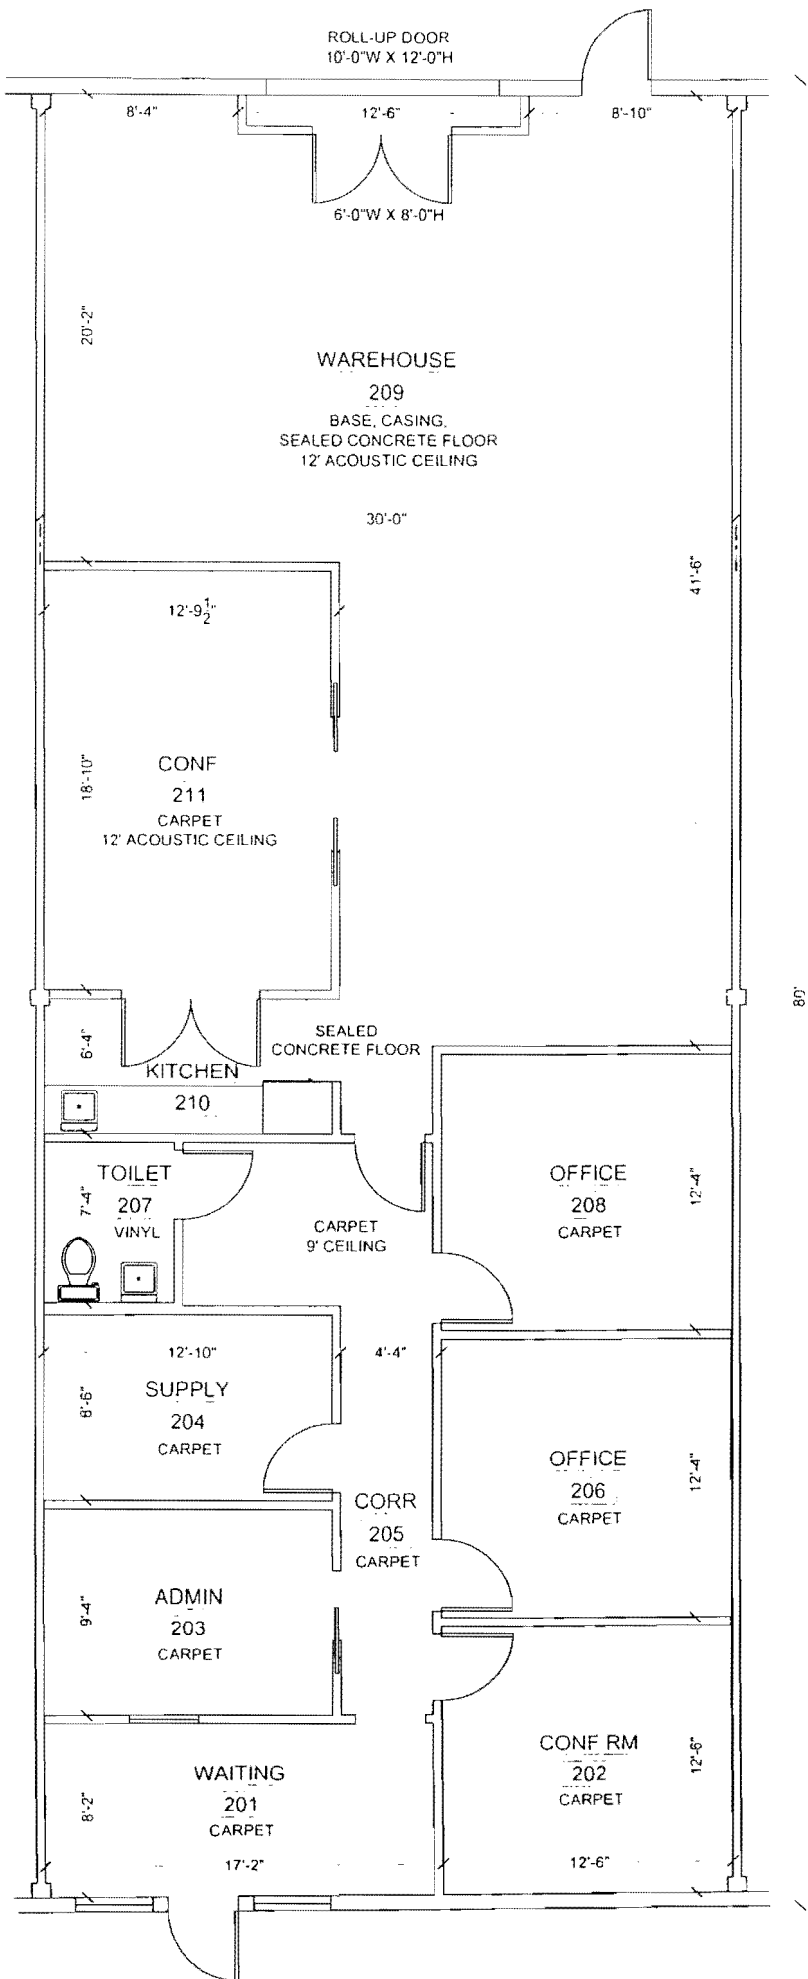 ROLL-UP DOOR
10'-0"W X 12'-0"H
8'-4"
12'-6"
8'-10"
6'-0"W X 8'-0"H
20'-2"
WAREHOUSE
209
BASE, CASING,
SEALED CONCRETE FLOOR
12' ACOUSTIC CEILING
30'-0"
41'-6"
12'-9 1/2"
18'-10"
CONF
211
CARPET
12' ACOUSTIC CEILING
80'
6'-4"
SEALED
CONCRETE FLOOR
KITCHEN
210
TOILET
207
VINYL
7'-4"
CARPET
9' CEILING
OFFICE
208
CARPET
12'-4"
12'-10"
4'-4"
SUPPLY
204
CARPET
OFFICE
206
CARPET
12'-4"
CORR
205
CARPET
ADMIN
203
CARPET
9'-4"
CONF RM
202
CARPET
12'-6"
WAITING
201
CARPET
8'-2"
17'-2"
12'-6"